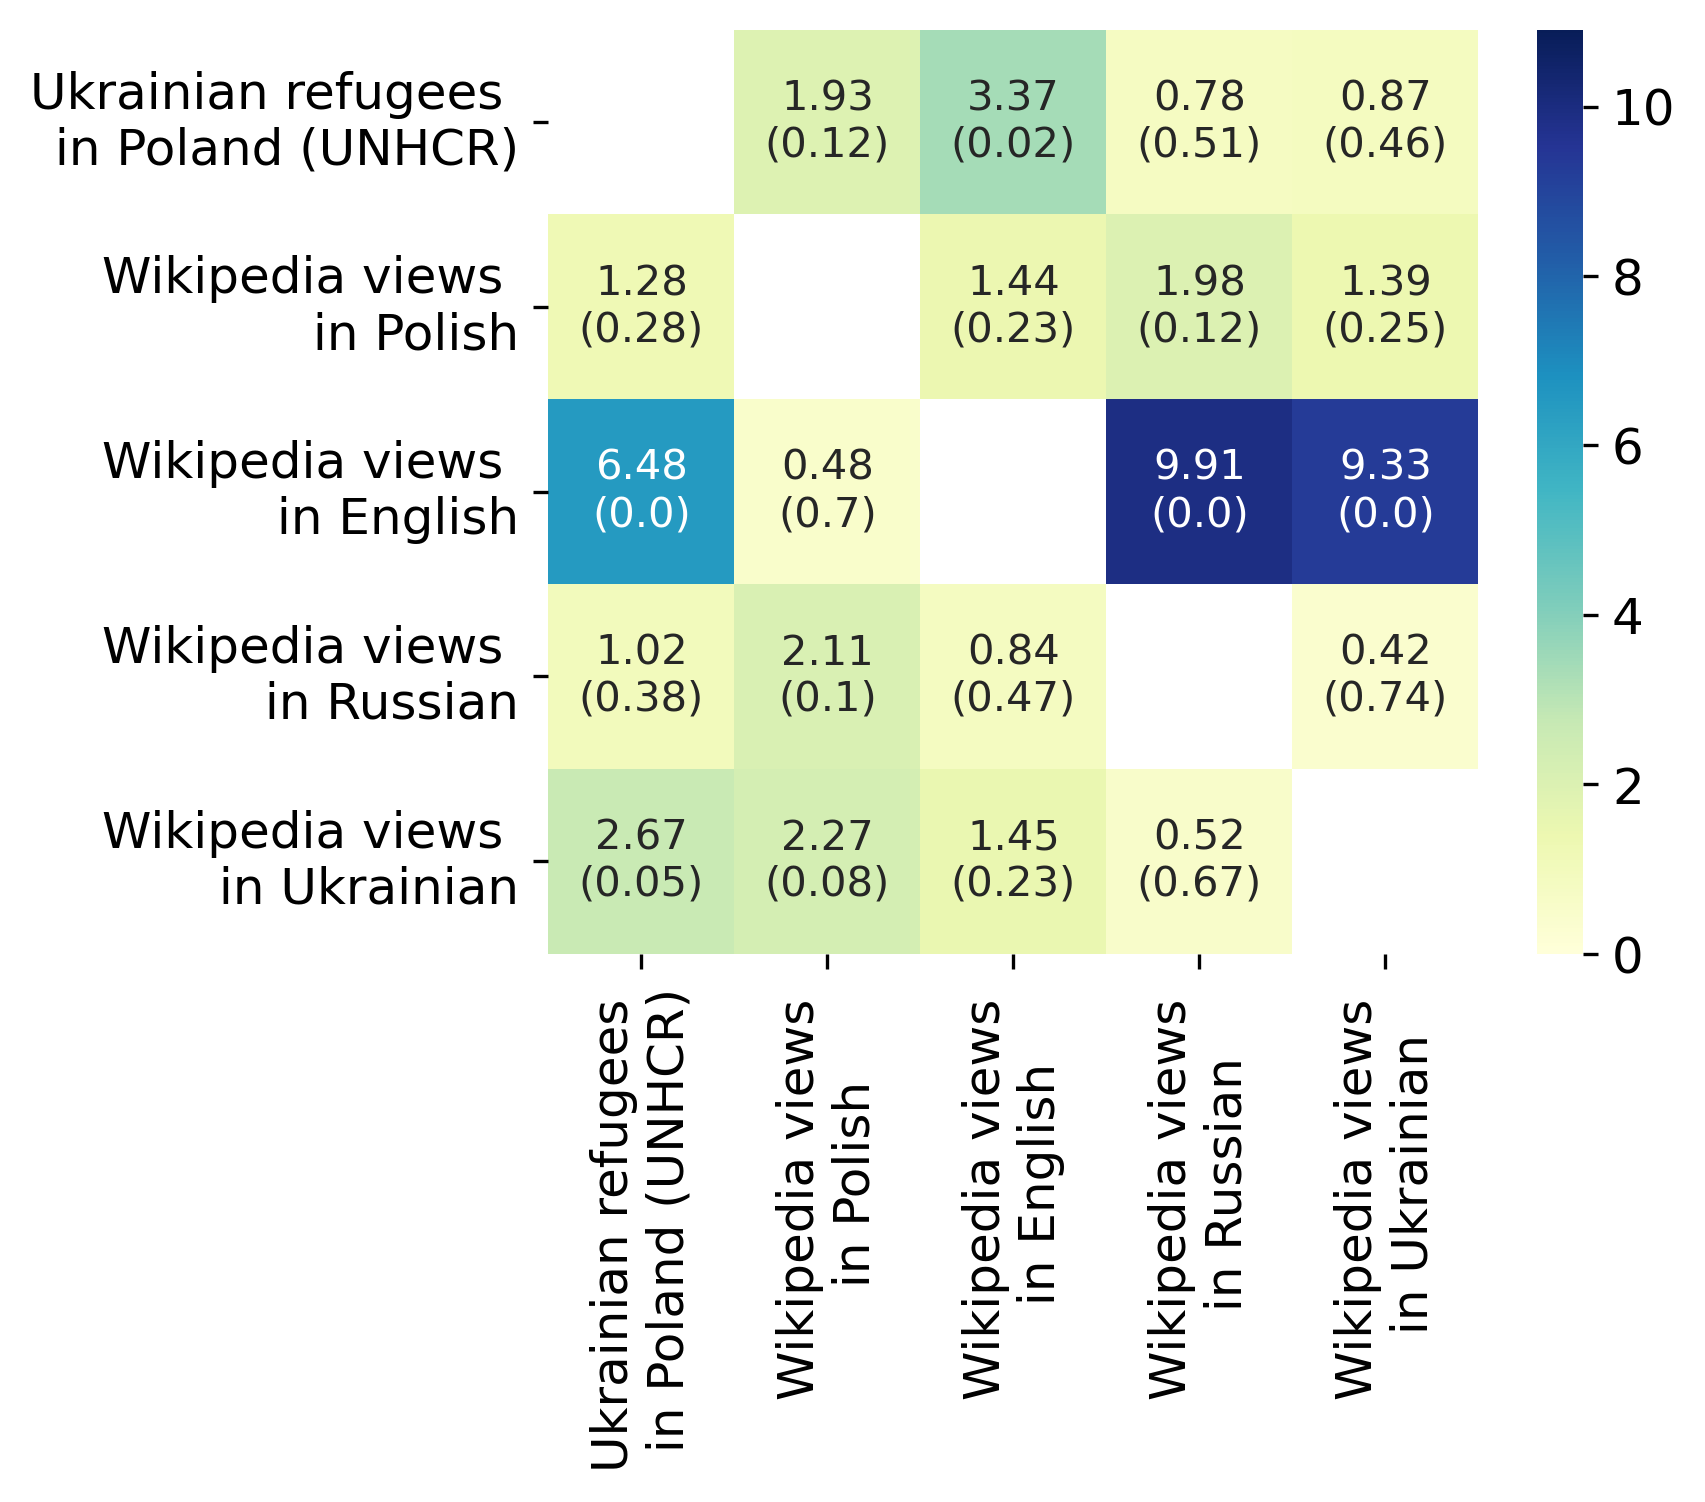 Ukrainian refugees
in Poland (UNHCR)
1.93
(0.12)
3.37
(0.02)
0.78
(0.51)
0.87
(0.46)
Wikipedia views
in Polish
1.28
(0.28)
1.44
(0.23)
1.98
(0.12)
1.39
(0.25)
Wikipedia views
in English
6.48
(0.0)
0.48
(0.7)
9.91
(0.0)
9.33
(0.0)
Wikipedia views
in Russian
1.02
(0.38)
2.11
(0.1)
0.84
(0.47)
0.42
(0.74)
Wikipedia views
in Ukrainian
2.67
(0.05)
2.27
(0.08)
1.45
(0.23)
0.52
(0.67)
10
8
6
4
2
0
Ukrainian refugees
in Poland (UNHCR)
Wikipedia views
in Polish
Wikipedia views
in English
Wikipedia views
in Russian
Wikipedia views
in Ukrainian